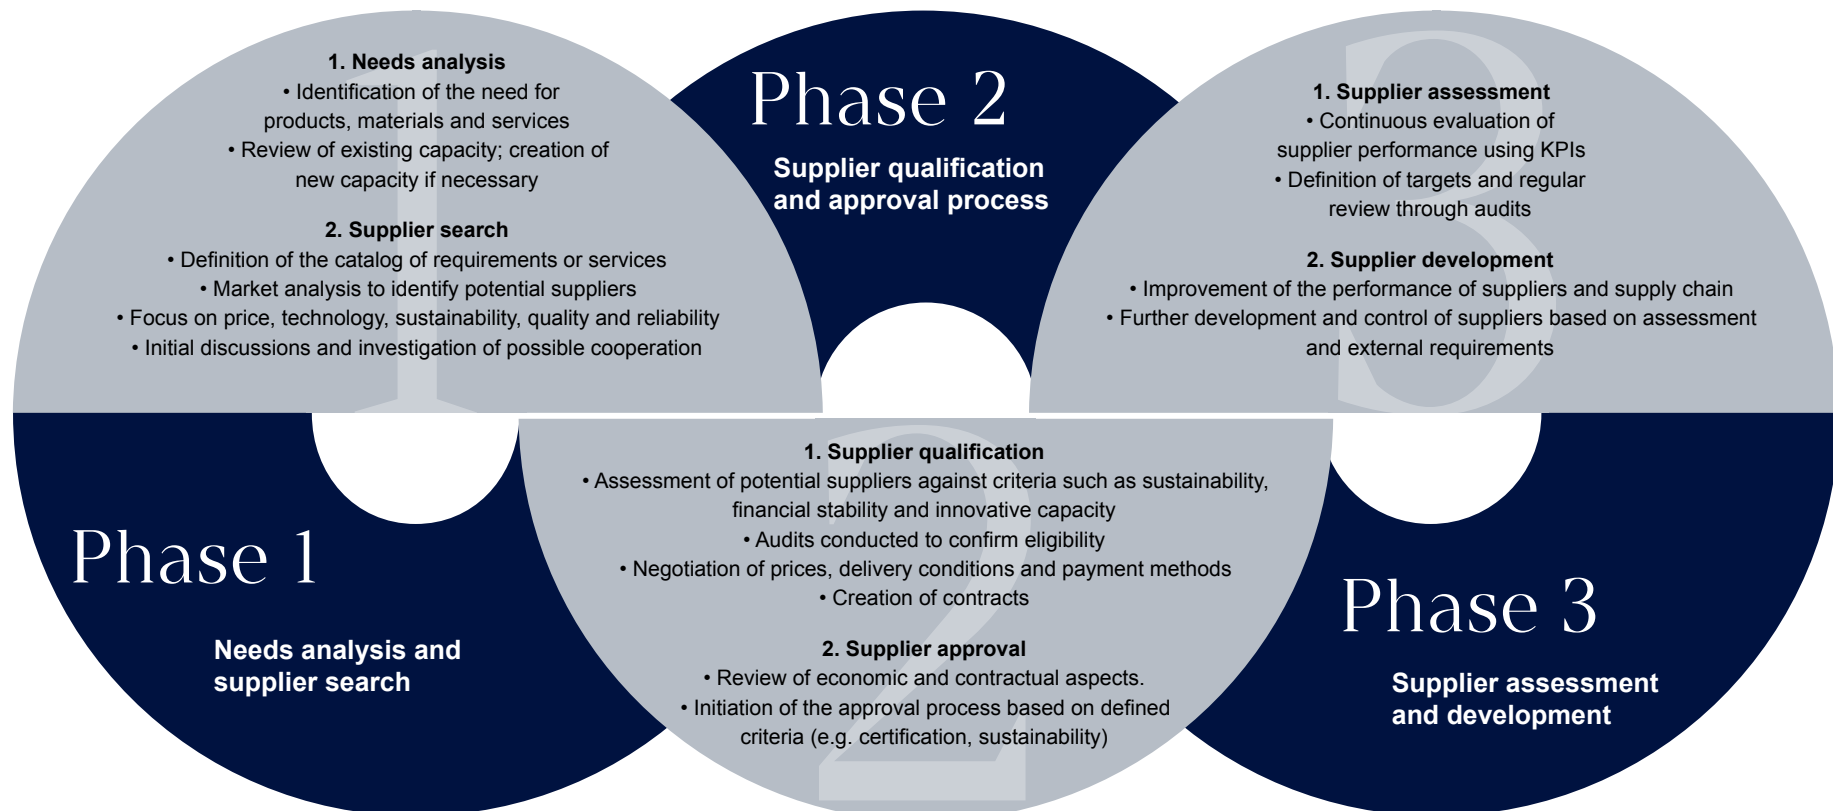 1
1. Needs analysis
• Identification of the need for
products, materials and services
• Review of existing capacity; creation of
new capacity if necessary
2. Supplier search
• Definition of the catalog of requirements or services
• Market analysis to identify potential suppliers
• Focus on price, technology, sustainability, quality and reliability
• Initial discussions and investigation of possible cooperation
Phase 1
Needs analysis and
supplier search
Phase 2
Supplier qualification
and approval process
2
1. Supplier qualification
• Assessment of potential suppliers against criteria such as sustainability,
financial stability and innovative capacity
• Audits conducted to confirm eligibility
• Negotiation of prices, delivery conditions and payment methods
• Creation of contracts
2. Supplier approval
• Review of economic and contractual aspects.
• Initiation of the approval process based on defined
criteria (e.g. certification, sustainability)
3
1. Supplier assessment
• Continuous evaluation of
supplier performance using KPIs
• Definition of targets and regular
review through audits
2. Supplier development
• Improvement of the performance of suppliers and supply chain
• Further development and control of suppliers based on assessment
and external requirements
Phase 3
Supplier assessment
and development